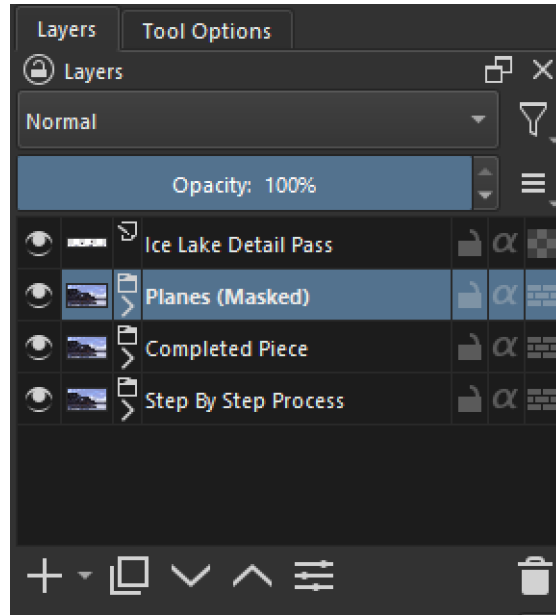 Layers
Tool Options
Layers
Normal
Opacity: 100%
Ice Lake Detail Pass
Planes (Masked)
Completed Piece
Step By Step Process